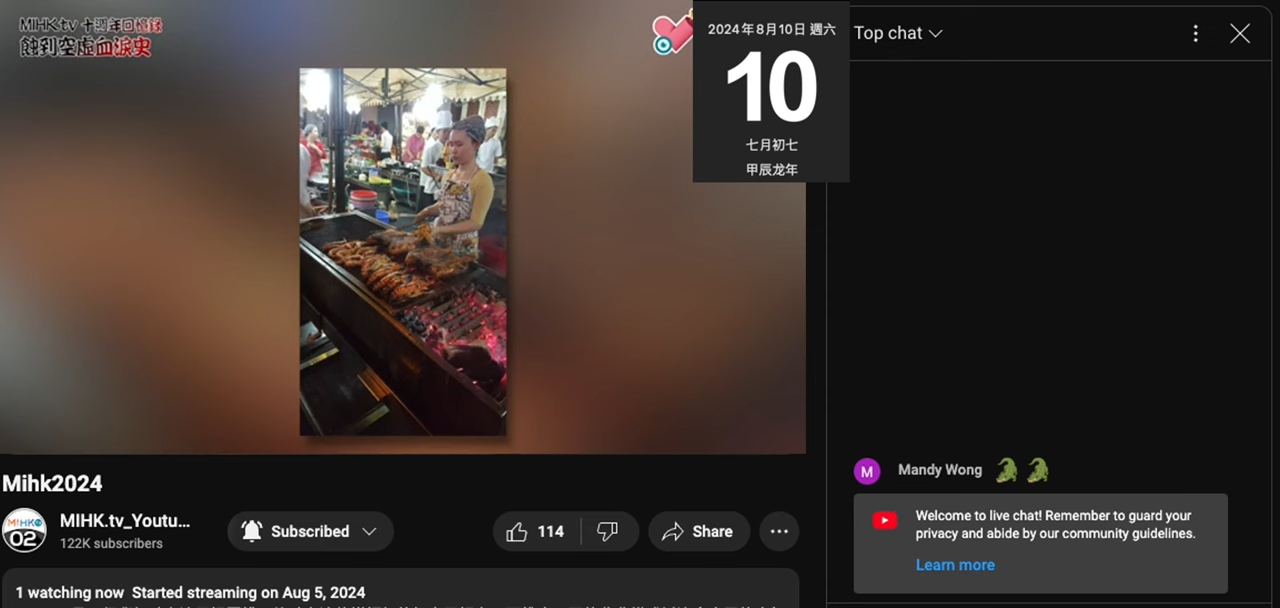 MIHK.tv 十週年回憶錄
蝕到空虛血淚史
2024年8月10日 週六
10
七月初七
甲辰龙年
Top chat
Mihk2024
MIHK.tv_Youtu...
122K subscribers
MIHK
02
Subscribed
114
Share
1 watching now Started streaming on Aug 5, 2024
M
Mandy Wong
Welcome to live chat! Remember to guard your
privacy and abide by our community guidelines.
Learn more